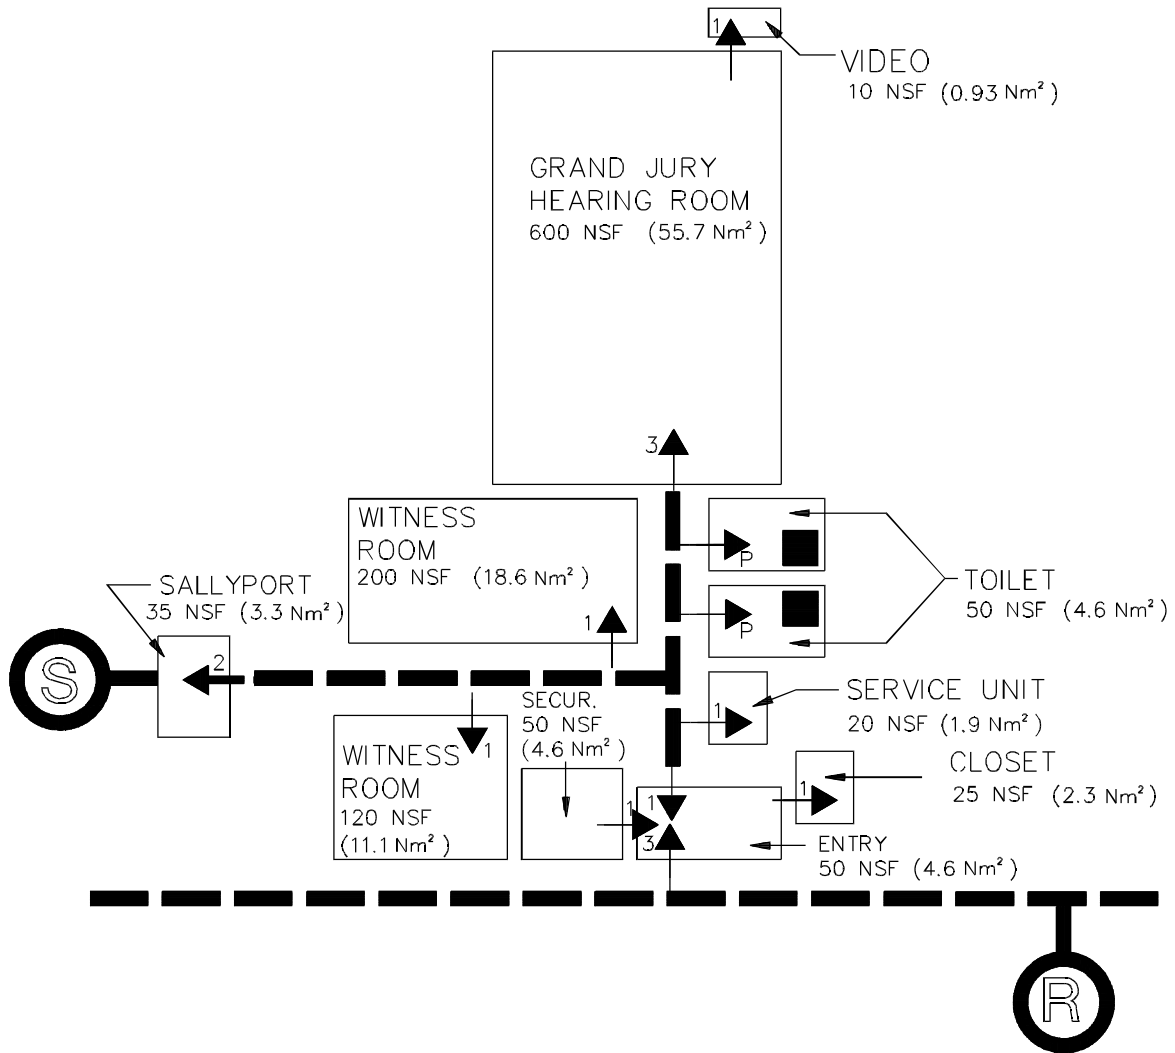 1
VIDEO
10 NSF (0.93 Nm²)
GRAND JURY
HEARING ROOM
600 NSF (55.7 Nm²)
3
WITNESS
ROOM
200 NSF (18.6 Nm²)
1
P
P
TOILET
50 NSF (4.6 Nm²)
SALLYPORT
35 NSF (3.3 Nm²)
S
2
SECUR.
50 NSF
(4.6 Nm²)
1
SERVICE UNIT
20 NSF (1.9 Nm²)
WITNESS
ROOM
120 NSF
(11.1 Nm²)
1
CLOSET
25 NSF (2.3 Nm²)
1
1
1
3
ENTRY
50 NSF (4.6 Nm²)
R